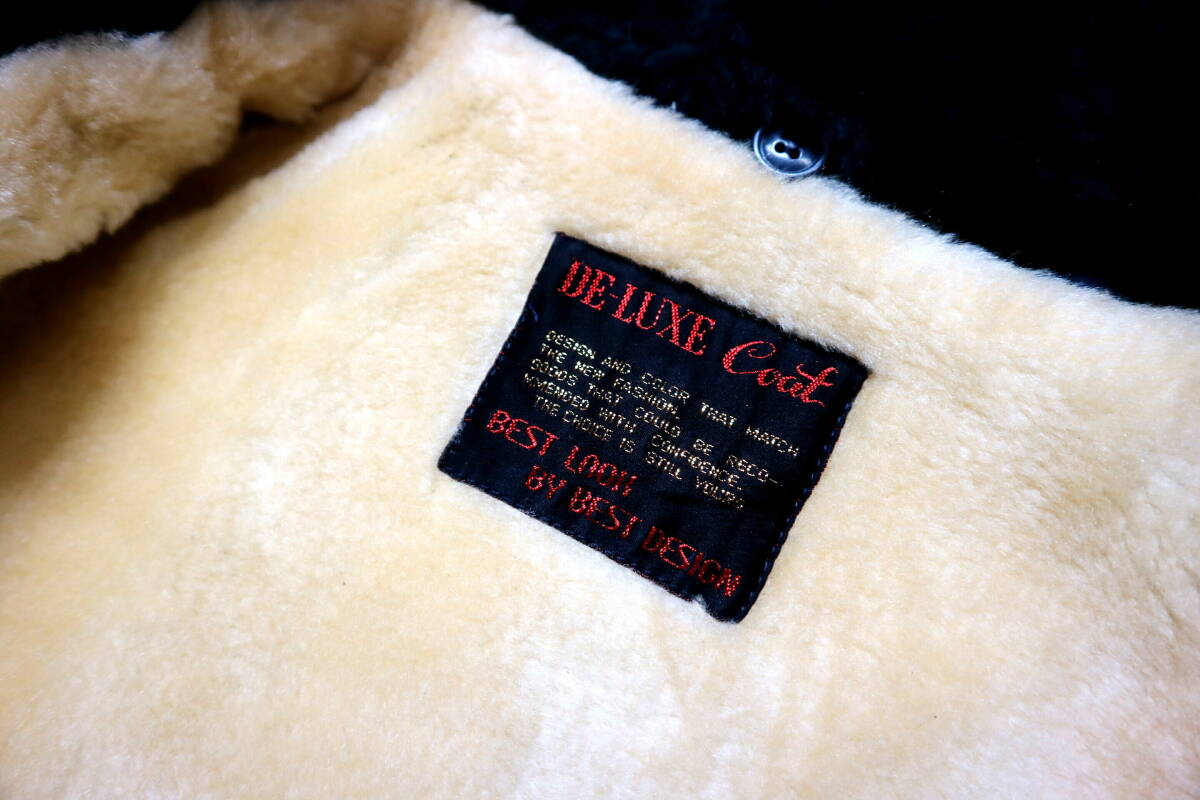 DE-LUXE Coat
DESIGN AND COLOR THAT MATCH
THE NEW FASHION,
GOODS THAT COULD BE RECO-
MMENDED WITH CONFIDENCE.
THE CHOICE IS STILL YOURS
BEST LOOK
BY BEST DESIGN